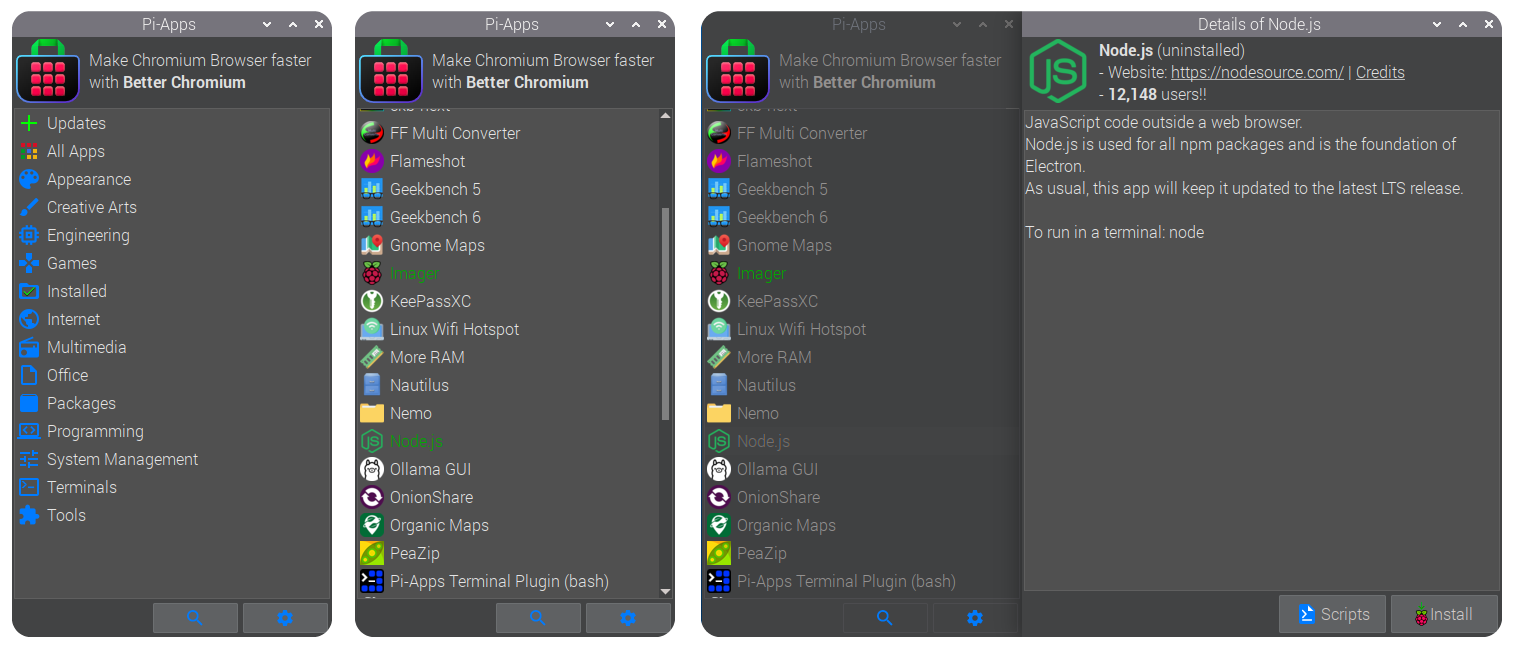 Pi-Apps
Make Chromium Browser faster
with Better Chromium
Updates
All Apps
Appearance
Creative Arts
Engineering
Games
Installed
Internet
Multimedia
Office
Packages
Programming
System Management
Terminals
Tools
Pi-Apps
Make Chromium Browser faster
with Better Chromium
FF Multi Converter
Flameshot
Geekbench 5
Geekbench 6
Gnome Maps
Imager
KeePassXC
Linux Wifi Hotspot
More RAM
Nautilus
Nemo
Node.js
Ollama GUI
OnionShare
Organic Maps
PeaZip
Pi-Apps Terminal Plugin (bash)
Pi-Apps
Make Chromium Browser faster
with Better Chromium
FF Multi Converter
Flameshot
Geekbench 5
Geekbench 6
Gnome Maps
Imager
KeePassXC
Linux Wifi Hotspot
More RAM
Nautilus
Nemo
Node.js
Ollama GUI
OnionShare
Organic Maps
PeaZip
Pi-Apps Terminal Plugin (bash)
Details of Node.js
JS
Node.js (uninstalled)
- Website: https://nodesource.com/ | Credits
- 12,148 users!!
JavaScript code outside a web browser.
Node.js is used for all npm packages and is the foundation of
Electron.
As usual, this app will keep it updated to the latest LTS release.
To run in a terminal: node
Scripts
Install